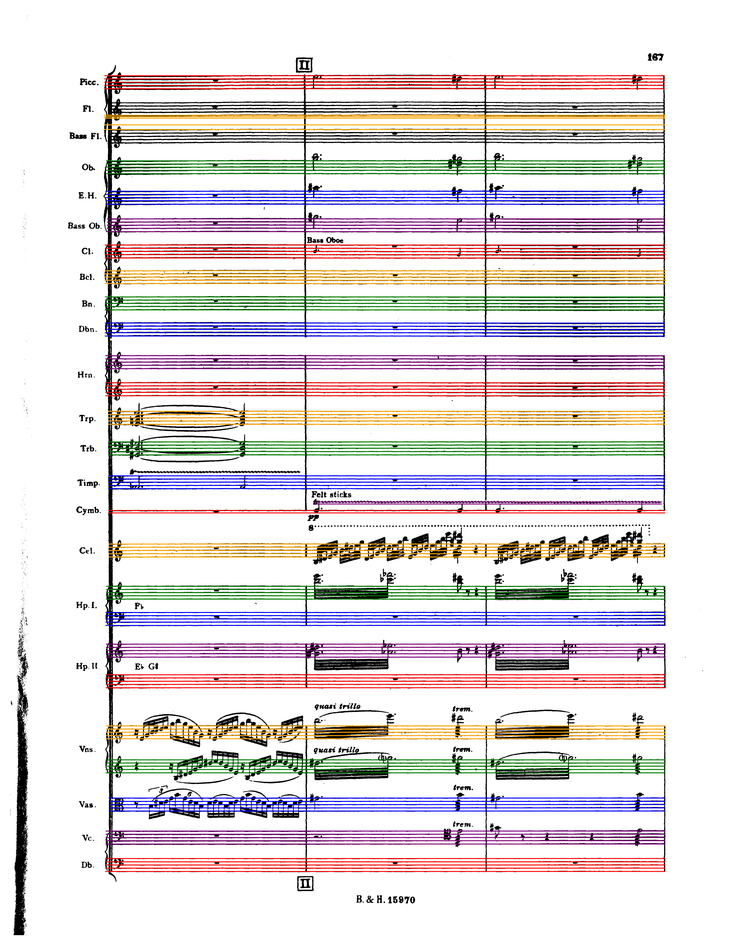 167
II
Picc.
Fl.
Bass Fl.
Ob.
E.H.
Bass Ob.
Cl.
Bass Oboe
Bcl.
Bn.
Dbn.
Hrn.
Trp.
Trb.
Timp.
Felt sticks
Cymb.
pp
8
Cel.
Hp. I.
F♭
Hp. II
E♭ G♯
quasi trillo
trem.
Vns.
quasi trillo
trem.
Vas.
trem.
trem.
Vc.
Db.
II
B. & H. 15970